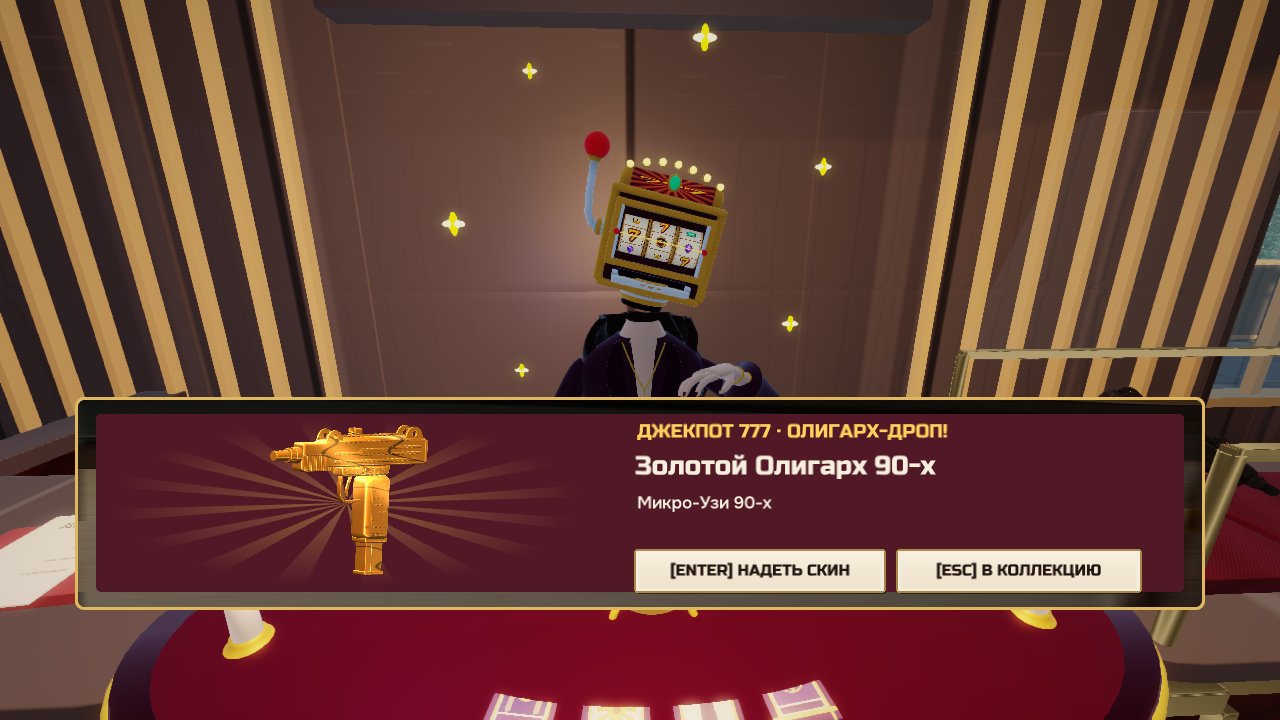 ДЖЕКПОТ 777 · ОЛИГАРХ-ДРОП!
Золотой Олигарх 90-х
Микро-Узи 90-х
[ENTER] НАДЕТЬ СКИН
[ESC] В КОЛЛЕКЦИЮ